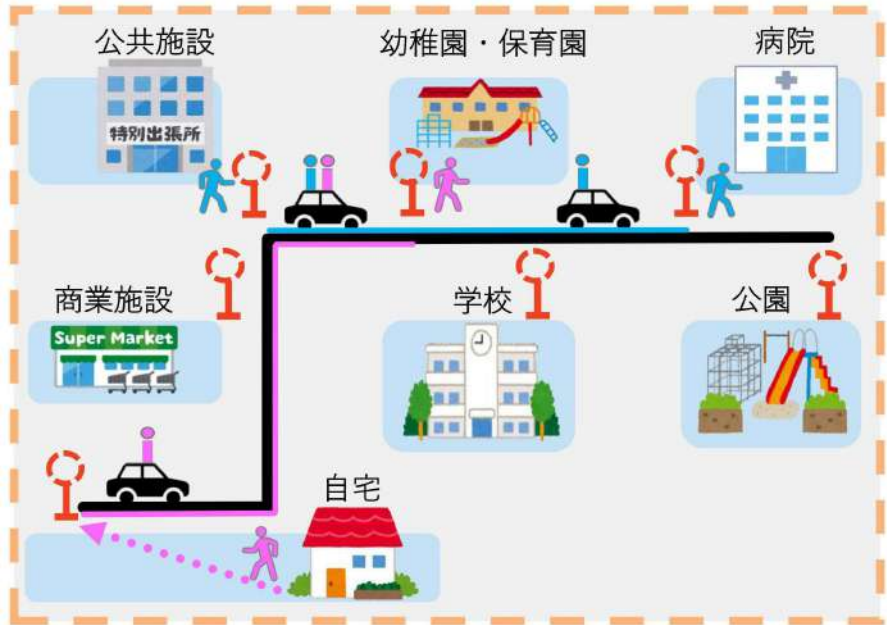 公共施設
幼稚園・保育園
病院
特別出張所
商業施設
学校
公園
Super Market
自宅